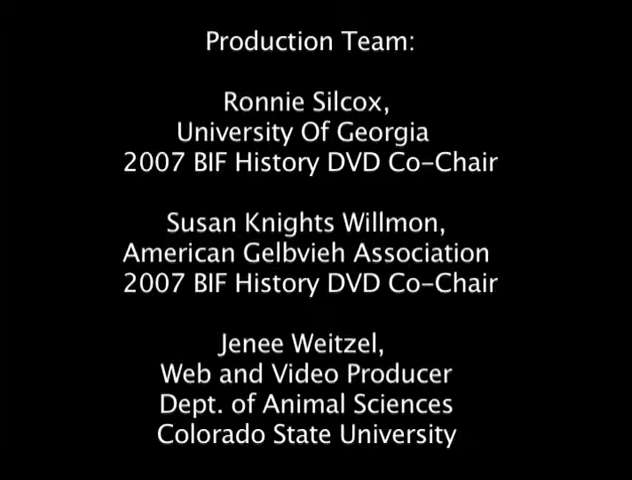 Production Team:
Ronnie Silcox,
University Of Georgia
2007 BIF History DVD Co-Chair
Susan Knights Willmon,
American Gelbvieh Association
2007 BIF History DVD Co-Chair
Jenee Weitzel,
Web and Video Producer
Dept. of Animal Sciences
Colorado State University